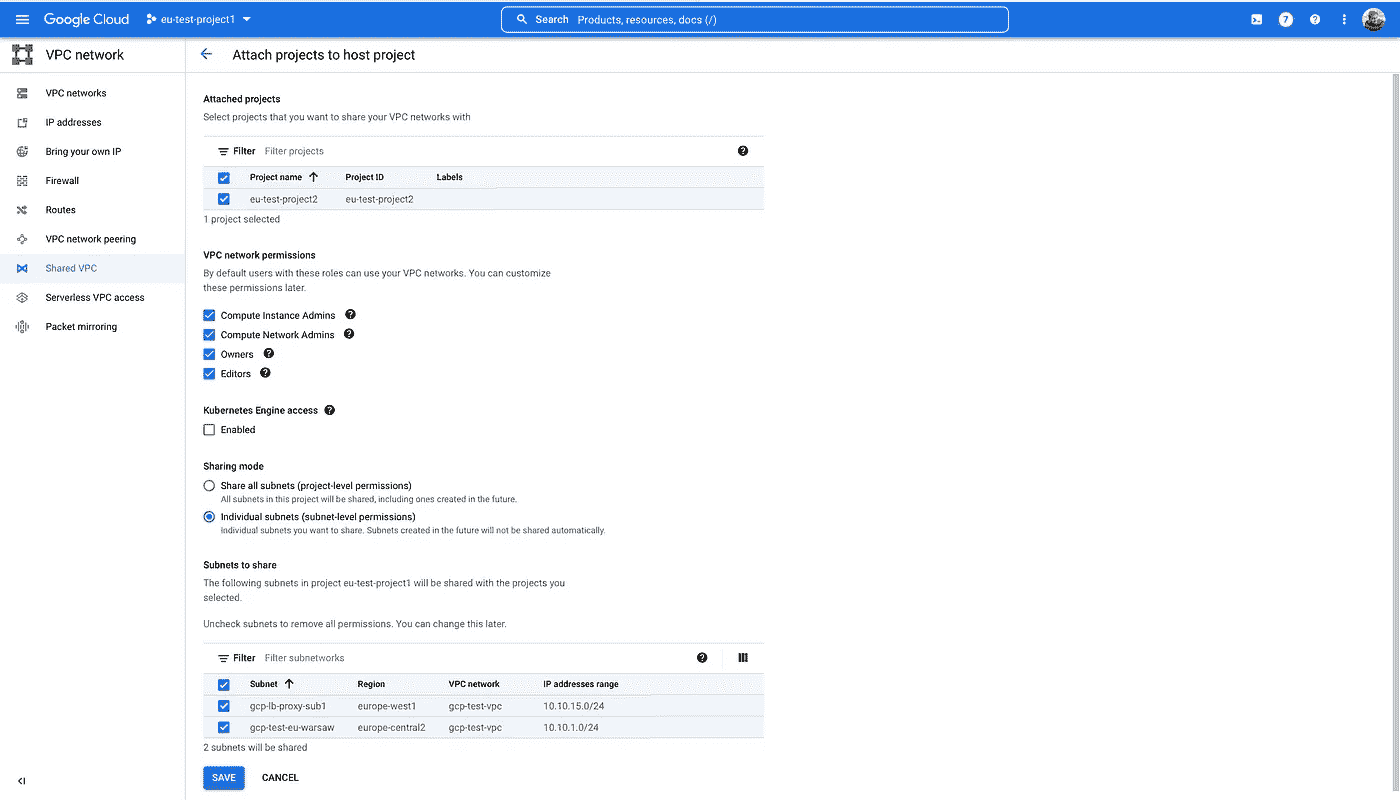 Google Cloud eu-test-project1 Search Products, resources, docs (/) 7
VPC network
Attach projects to host project
VPC networks
IP addresses
Bring your own IP
Firewall
Routes
VPC network peering
Shared VPC
Serverless VPC access
Packet mirroring
Attached projects
Select projects that you want to share your VPC networks with
Filter Filter projects
Project name Project ID Labels
eu-test-project2 eu-test-project2
1 project selected
VPC network permissions
By default users with these roles can use your VPC networks. You can customize
these permissions later.
Compute Instance Admins
Compute Network Admins
Owners
Editors
Kubernetes Engine access
Enabled
Sharing mode
Share all subnets (project-level permissions)
All subnets in this project will be shared, including ones created in the future.
Individual subnets (subnet-level permissions)
Individual subnets you want to share. Subnets created in the future will not be shared automatically.
Subnets to share
The following subnets in project eu-test-project1 will be shared with the projects you
selected.
Uncheck subnets to remove all permissions. You can change this later.
Filter Filter subnetworks
Subnet Region VPC network IP addresses range
gcp-lb-proxy-sub1 europe-west1 gcp-test-vpc 10.10.15.0/24
gcp-test-eu-warsaw europe-central2 gcp-test-vpc 10.10.1.0/24
2 subnets will be shared
SAVE CANCEL